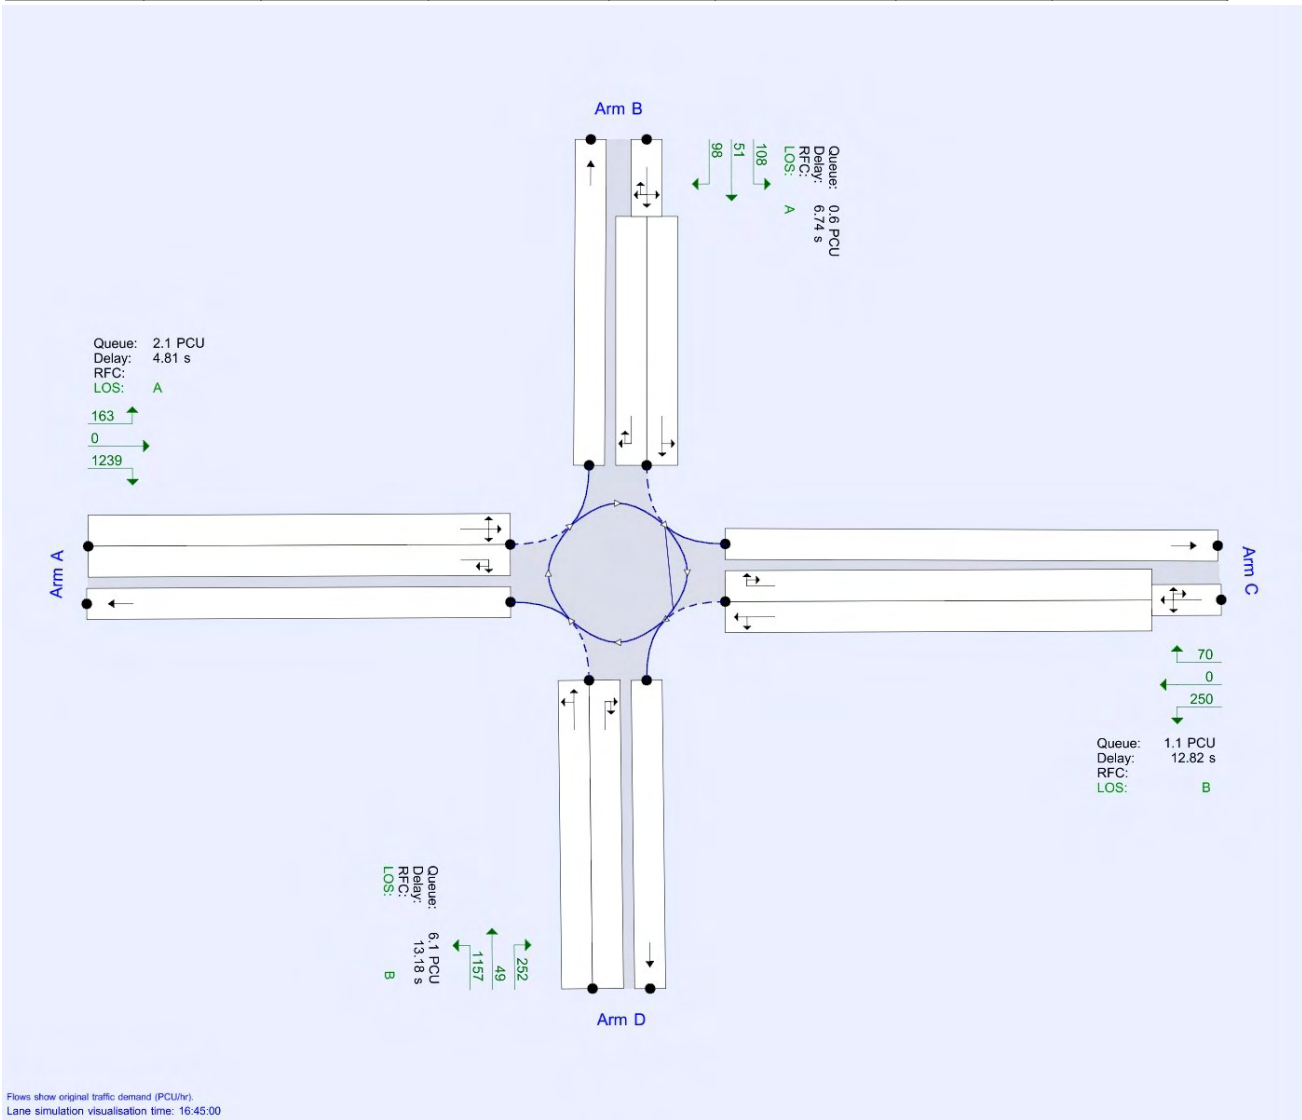 Arm B
98
51
108
Queue: 0.6 PCU
Delay: 6.74 s
RFC:
LOS: A
Queue: 2.1 PCU
Delay: 4.81 s
RFC:
LOS: A
163
0
1239
Arm A
Arm C
70
0
250
Queue: 1.1 PCU
Delay: 12.82 s
RFC:
LOS: B
Queue: 6.1 PCU
Delay: 13.18 s
RFC:
LOS: B
1157
49
252
Arm D
Flows show original traffic demand (PCU/hr).
Lane simulation visualisation time: 16:45:00